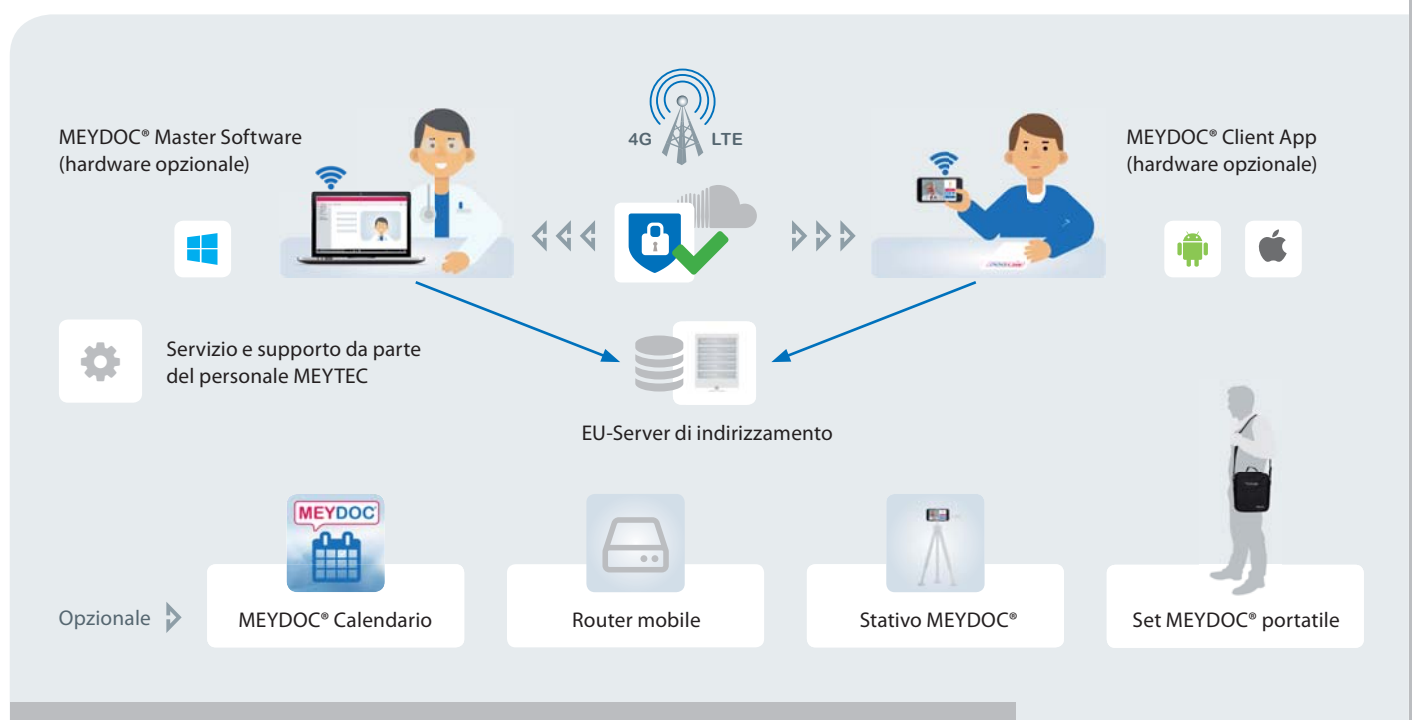 4G LTE
MEYDOC® Master Software
(hardware opzionale)
MEYDOC® Client App
(hardware opzionale)
Servizio e supporto da parte
del personale MEYTEC
EU-Server di indirizzamento
MEYDOC®
Opzionale
MEYDOC® Calendario
Router mobile
Stativo MEYDOC®
Set MEYDOC® portatile